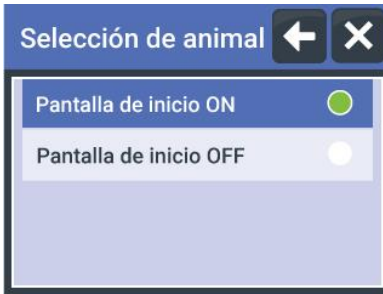 Selección de animal
Pantalla de inicio ON
Pantalla de inicio OFF